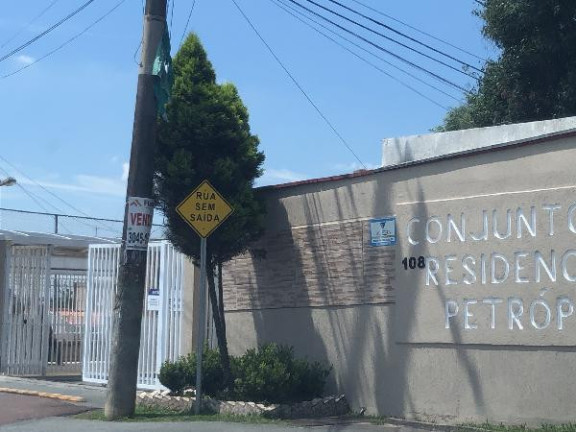 RUA
SEM
SAÍDA
VEND
3045
108
CONJUNTO
RESIDENC
PETRÓP